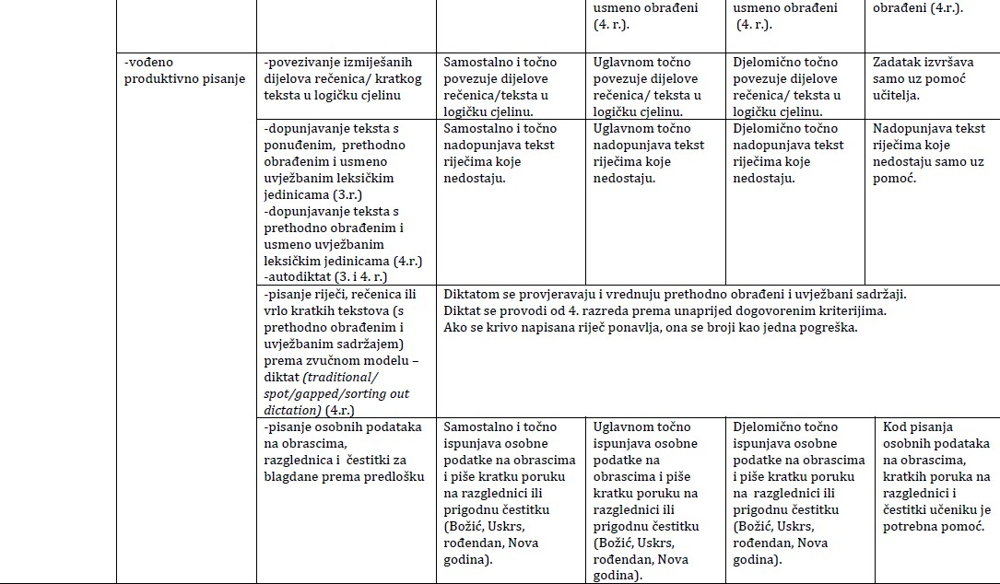 usmeno obrađeni
(4. r.).
usmeno obrađeni
(4. r.).
obrađeni (4.r.).
-vođeno
produktivno pisanje
-povezivanje izmiješanih
dijelova rečenica/ kratkog
teksta u logičku cjelinu
Samostalno i točno
povezuje dijelove
rečenica/teksta u
logičku cjelinu.
Uglavnom točno
povezuje dijelove
rečenica/ teksta u
logičku cjelinu.
Djelomično točno
povezuje dijelove
rečenica/ teksta u
logičku cjelinu.
Zadatak izvršava
samo uz pomoć
učitelja.
-dopunjavanje teksta s
ponuđenim, prethodno
obrađenim i usmeno
uvježbanim leksičkim
jedinicama (3.r.)
-dopunjavanje teksta s
prethodno obrađenim i
usmeno uvježbanim
leksičkim jedinicama (4.r.)
-autodiktat (3. i 4. r.)
Samostalno i točno
nadopunjava tekst
riječima koje
nedostaju.
Uglavnom točno
nadopunjava tekst
riječima koje
nedostaju.
Djelomično točno
nadopunjava tekst
riječima koje
nedostaju.
Nadopunjava tekst
riječima koje
nedostaju samo uz
pomoć.
-pisanje riječi, rečenica ili
vrlo kratkih tekstova (s
prethodno obrađenim i
uvježbanim sadržajem)
prema zvučnom modelu –
diktat (traditional/
spot/gapped/sorting out
dictation) (4.r.)
Diktatom se provjeravaju i vrednuju prethodno obrađeni i uvježbani sadržaji.
Diktat se provodi od 4. razreda prema unaprijed dogovorenim kriterijima.
Ako se krivo napisana riječ ponavlja, ona se broji kao jedna pogreška.
-pisanje osobnih podataka
na obrascima,
razglednica i čestitki za
blagdane prema predlošku
Samostalno i točno
ispunjava osobne
podatke na obrascima
i piše kratku poruku
na razglednici ili
prigodnu čestitku
(Božić, Uskrs,
rođendan, Nova
godina).
Uglavnom točno
ispunjava osobne
podatke na
obrascima i piše
kratku poruku na
razglednici ili
prigodnu čestitku
(Božić, Uskrs,
rođendan, Nova
godina).
Djelomično točno
ispunjava osobne
podatke na obrascima
i piše kratku poruku
na razglednici ili
prigodnu čestitku
(Božić, Uskrs,
rođendan, Nova
godina).
Kod pisanja
osobnih podataka
na obrascima,
kratkih poruka na
razglednici i
čestitki učeniku je
potrebna pomoć.